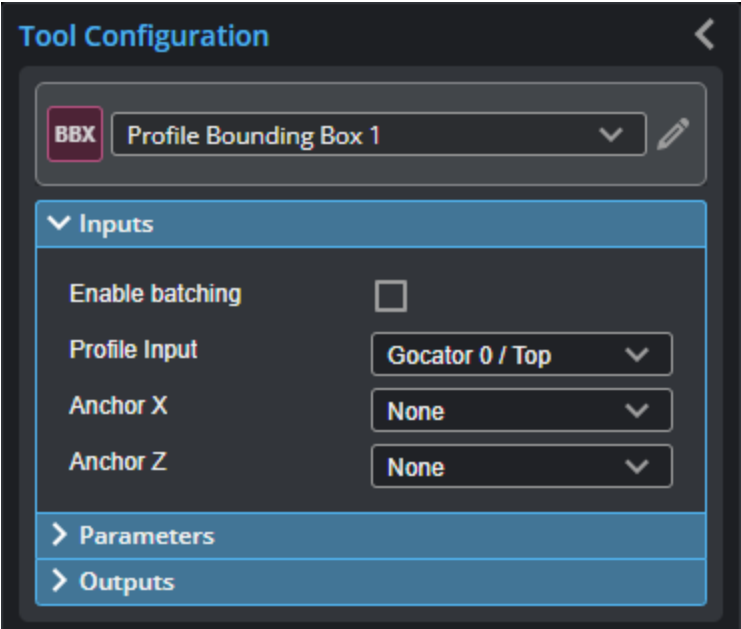 Tool Configuration
BBX Profile Bounding Box 1
Inputs
Enable batching
Profile Input Gocator 0 / Top
Anchor X None
Anchor Z None
Parameters
Outputs